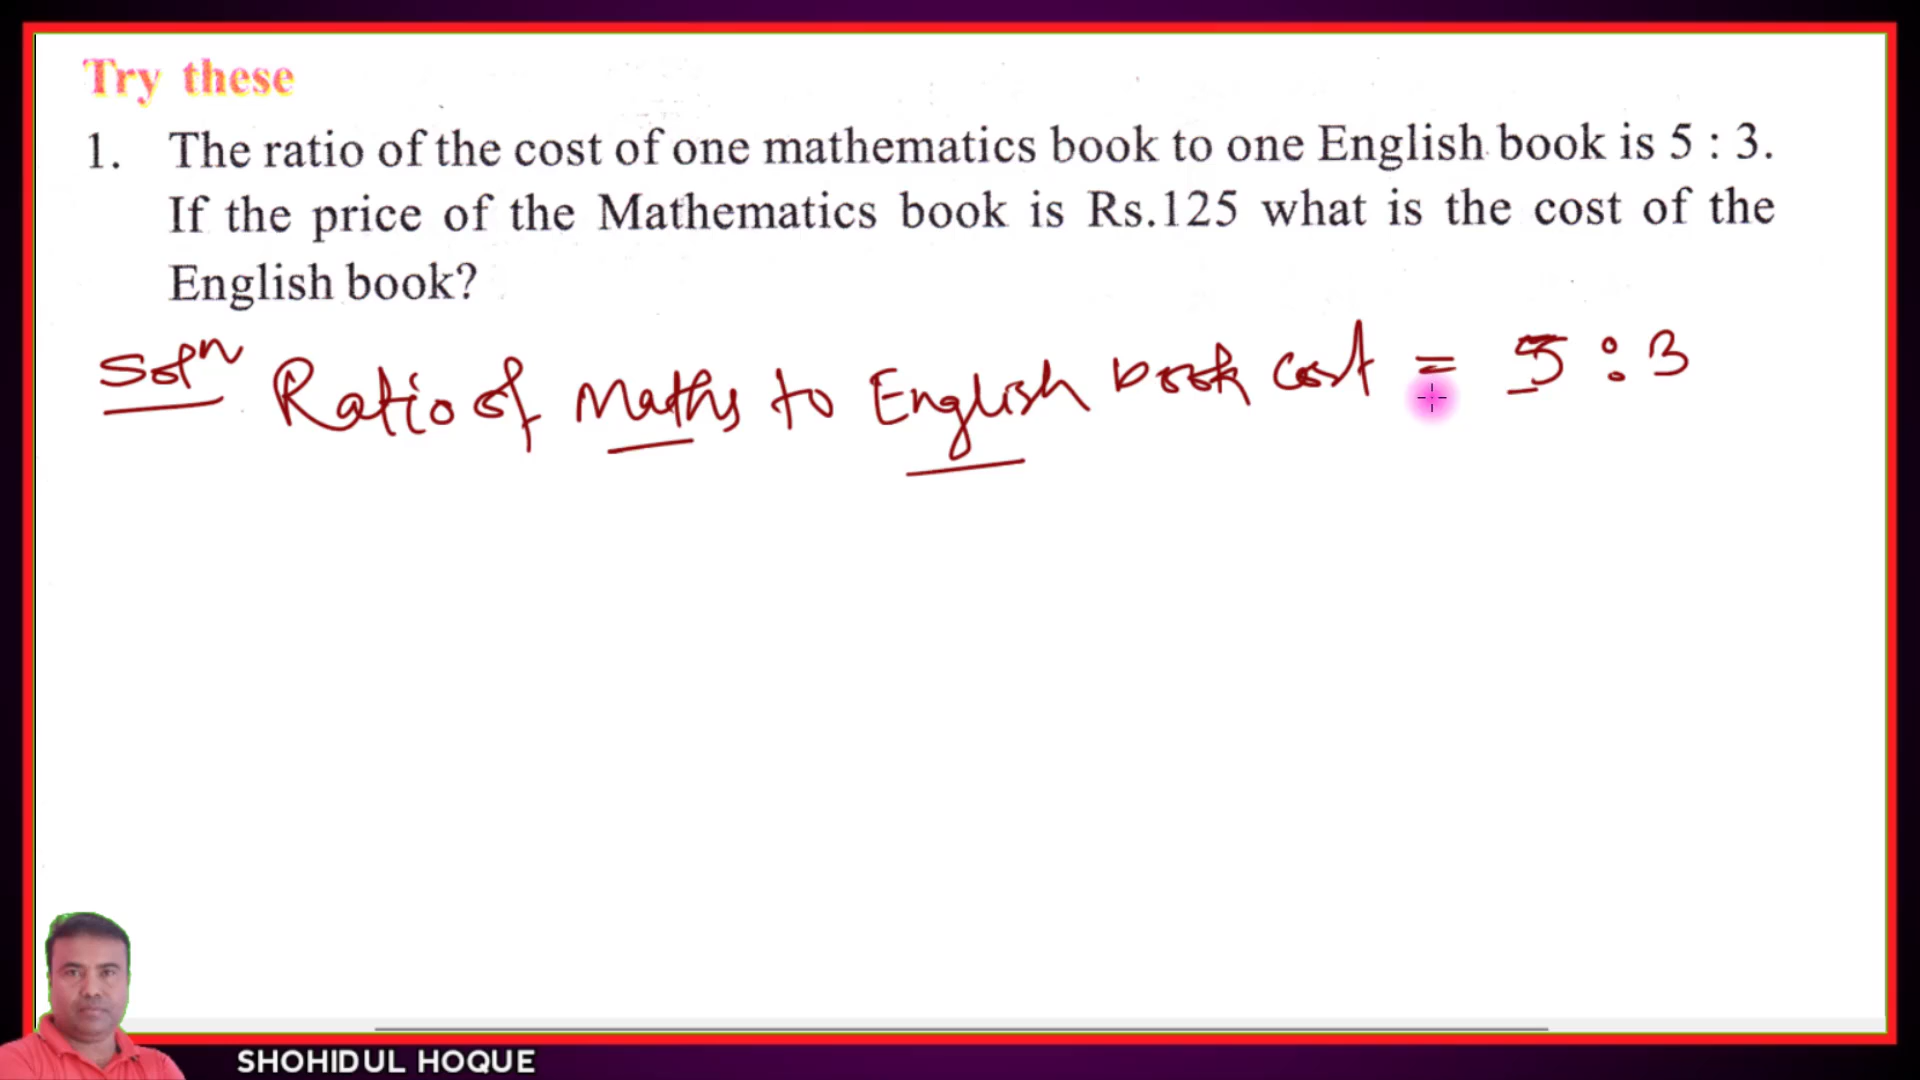 Try these
1. The ratio of the cost of one mathematics book to one English book is 5 : 3.
If the price of the Mathematics book is Rs.125 what is the cost of the
English book?
Solⁿ Ratio of Maths to English book cost = 5 : 3
SHOHIDUL HOQUE